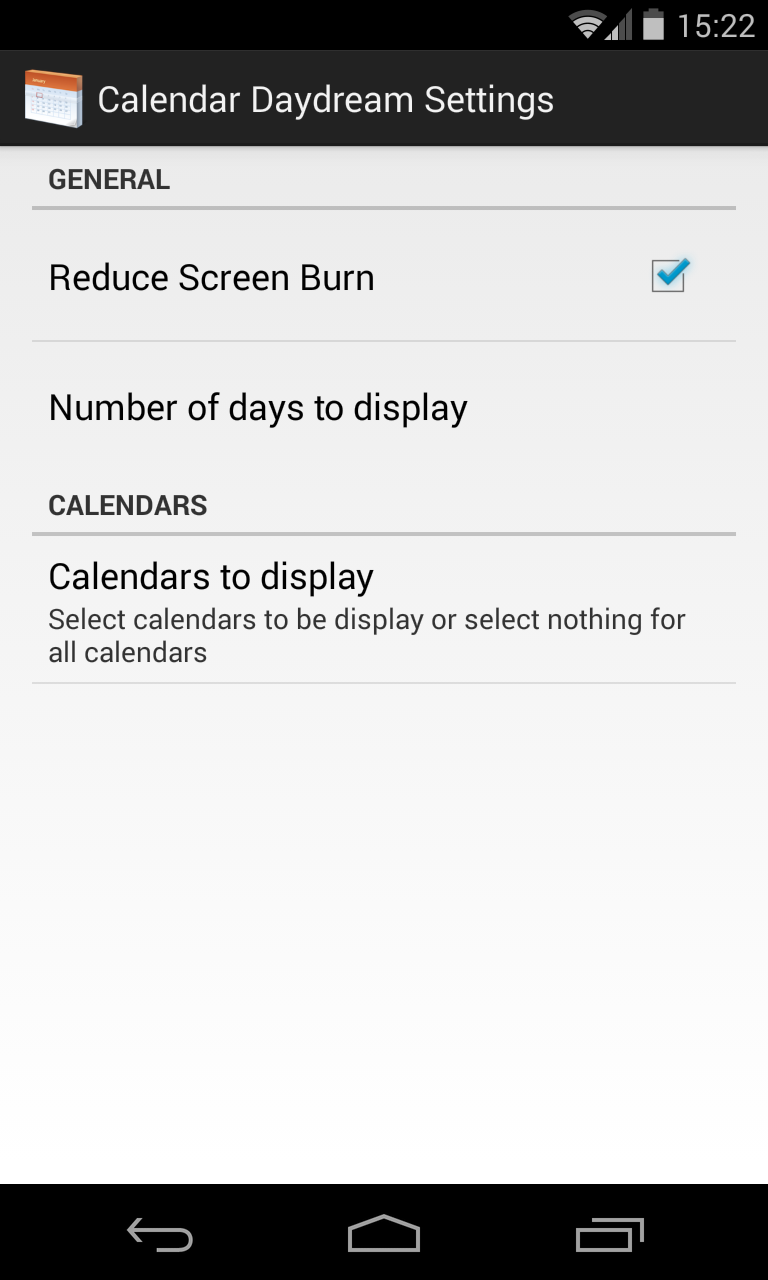 15:22
Calendar Daydream Settings
GENERAL
Reduce Screen Burn
Number of days to display
CALENDARS
Calendars to display
Select calendars to be display or select nothing for
all calendars